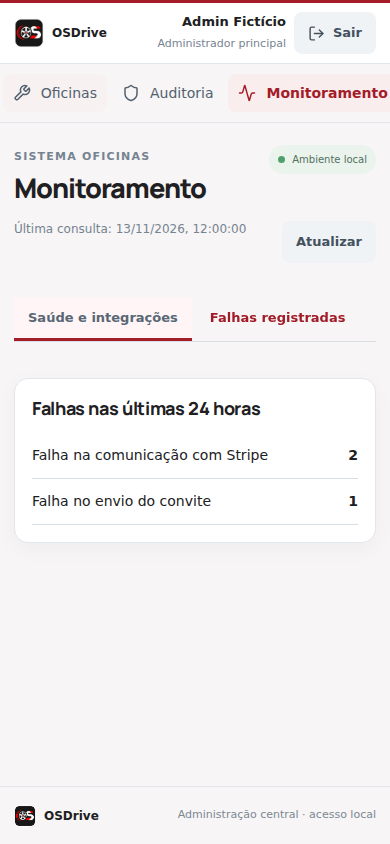 OSDrive
Admin Fictício
Administrador principal
Sair
Oficinas
Auditoria
Monitoramento
SISTEMA OFICINAS
Ambiente local
Monitoramento
Última consulta: 13/11/2026, 12:00:00
Atualizar
Saúde e integrações
Falhas registradas
Falhas nas últimas 24 horas
Falha na comunicação com Stripe 2
Falha no envio do convite 1
OSDrive
Administração central · acesso local